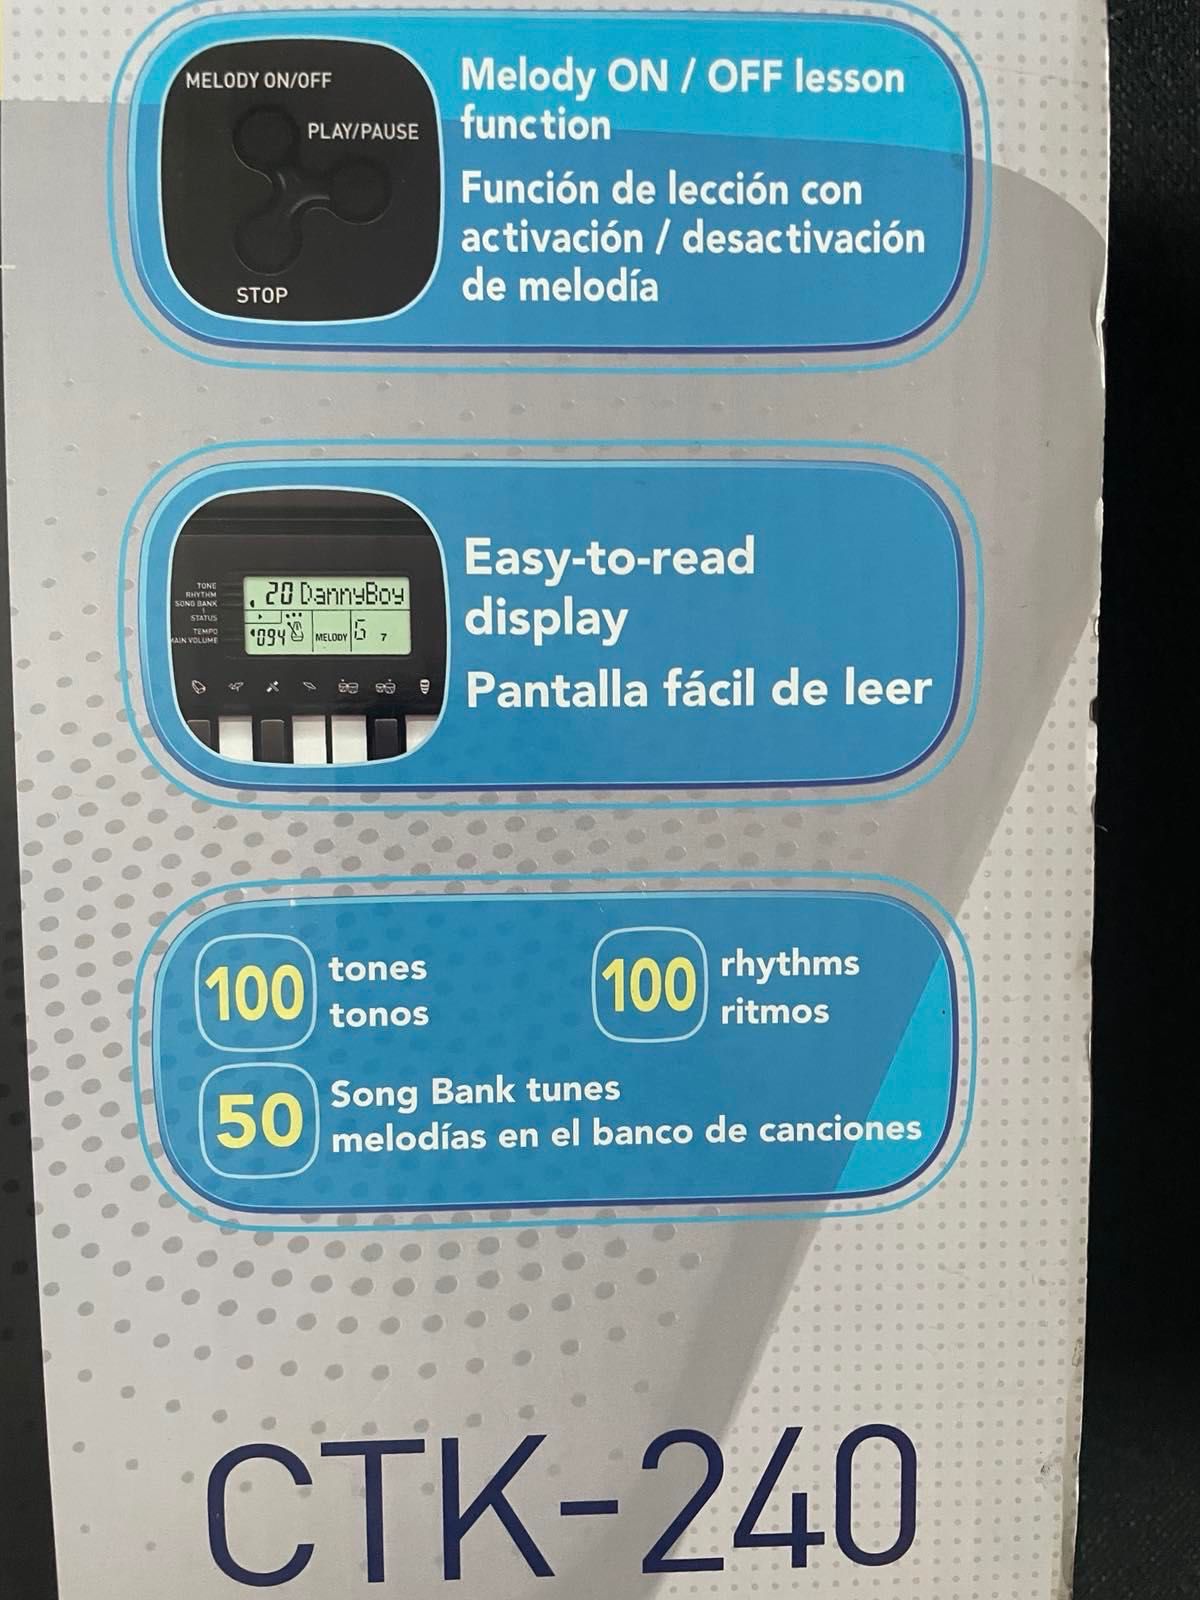 MELODY ON/OFF
PLAY/PAUSE
STOP
Melody ON / OFF lesson
function
Función de lección con
activación / desactivación
de melodía
TONE
RHYTHM
SONG BANK
STATUS
TEMPO
MAIN VOLUME
20 DannyBoy
094 MELODY G 7
Easy-to-read
display
Pantalla fácil de leer
100 tones
tonos
100 rhythms
ritmos
50 Song Bank tunes
melodías en el banco de canciones
CTK-240